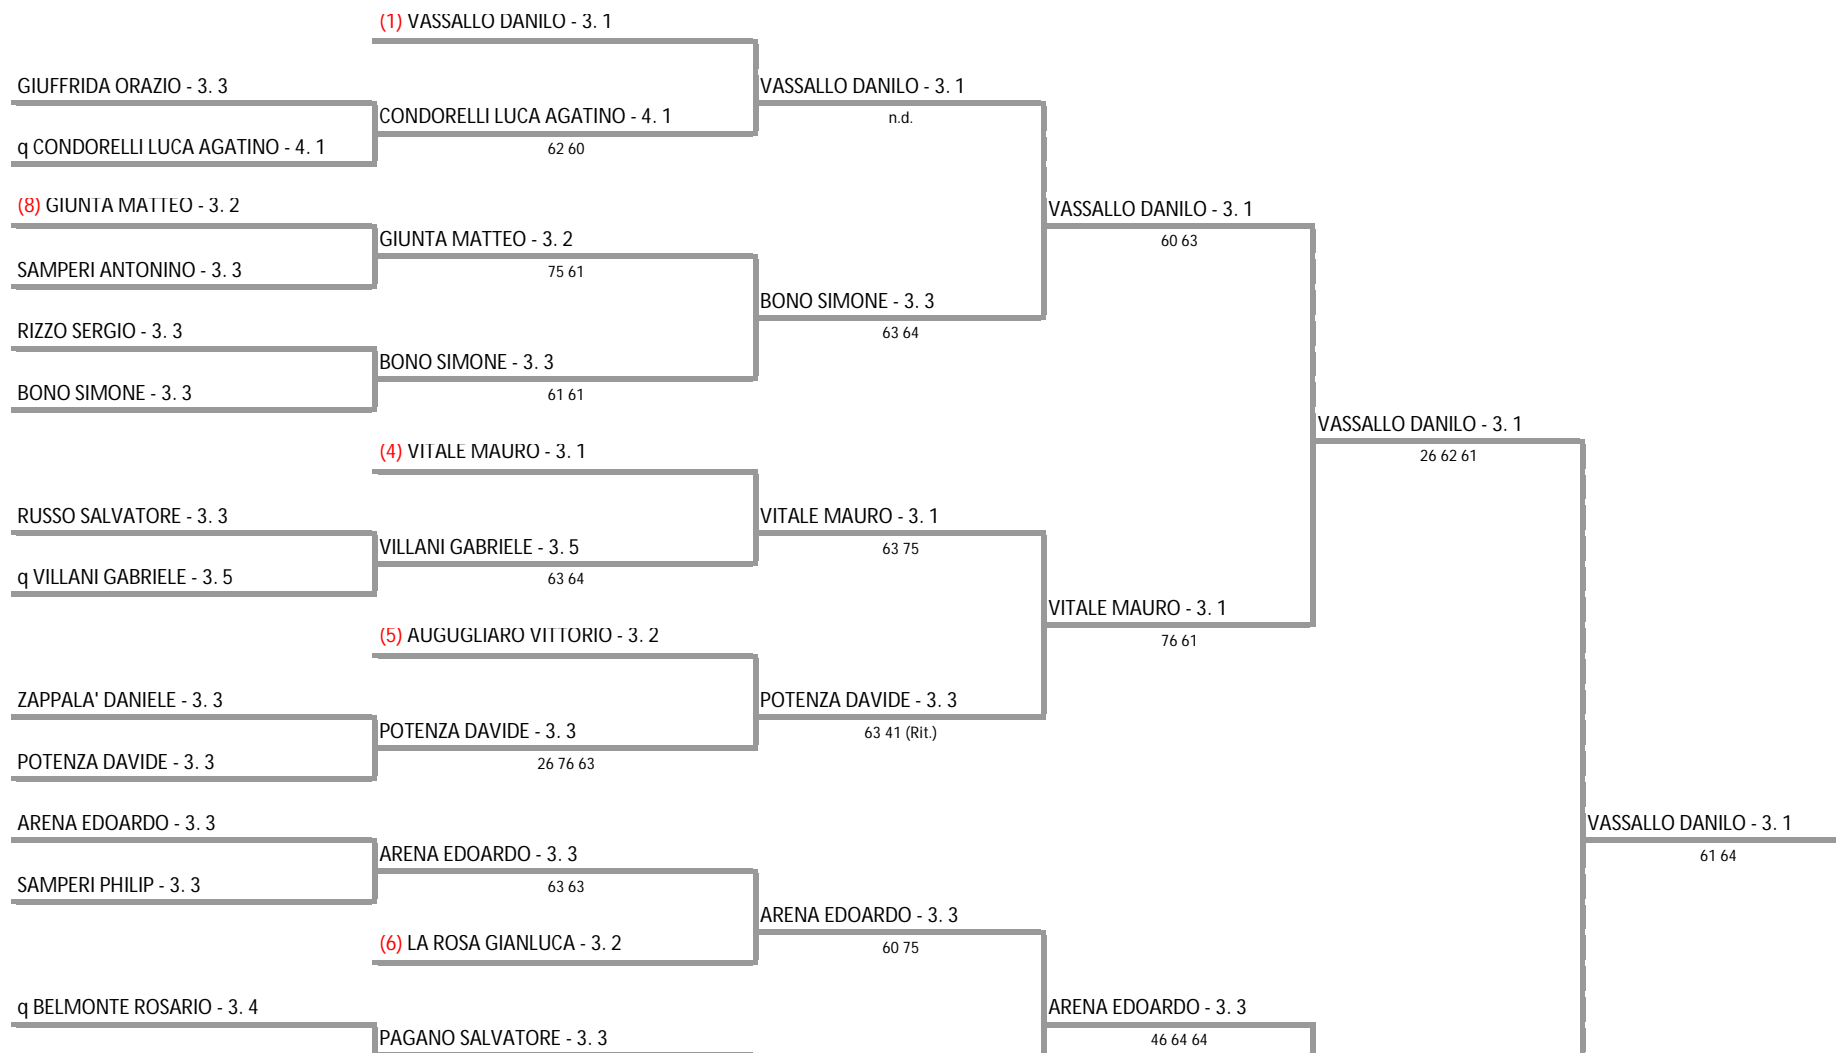 (1) VASSALLO DANILO - 3. 1
GIUFFRIDA ORAZIO - 3. 3
VASSALLO DANILO - 3. 1
CONDORELLI LUCA AGATINO - 4. 1
n.d.
q CONDORELLI LUCA AGATINO - 4. 1
62 60
(8) GIUNTA MATTEO - 3. 2
VASSALLO DANILO - 3. 1
GIUNTA MATTEO - 3. 2
60 63
SAMPERI ANTONINO - 3. 3
75 61
BONO SIMONE - 3. 3
RIZZO SERGIO - 3. 3
63 64
BONO SIMONE - 3. 3
BONO SIMONE - 3. 3
61 61
VASSALLO DANILO - 3. 1
(4) VITALE MAURO - 3. 1
26 62 61
RUSSO SALVATORE - 3. 3
VITALE MAURO - 3. 1
VILLANI GABRIELE - 3. 5
63 75
q VILLANI GABRIELE - 3. 5
63 64
VITALE MAURO - 3. 1
(5) AUGUGLIARO VITTORIO - 3. 2
76 61
ZAPPALA' DANIELE - 3. 3
POTENZA DAVIDE - 3. 3
POTENZA DAVIDE - 3. 3
63 41 (Rit.)
POTENZA DAVIDE - 3. 3
26 76 63
ARENA EDOARDO - 3. 3
VASSALLO DANILO - 3. 1
ARENA EDOARDO - 3. 3
61 64
SAMPERI PHILIP - 3. 3
63 63
ARENA EDOARDO - 3. 3
(6) LA ROSA GIANLUCA - 3. 2
60 75
q BELMONTE ROSARIO - 3. 4
ARENA EDOARDO - 3. 3
PAGANO SALVATORE - 3. 3
46 64 64